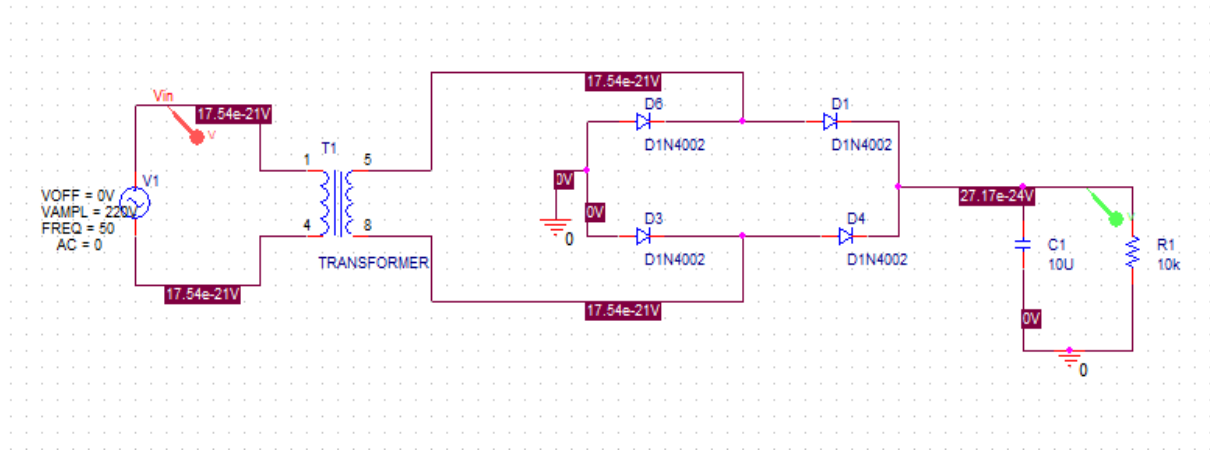 17.54e-21V
Vin
17.54e-21V
V
D6
D1
D1N4002
D1N4002
T1
1
5
V1
VOFF = 0V
VAMPL = 220V
FREQ = 50
AC = 0
0V
0V
27.17e-24V
4
8
0
D3
D4
D1N4002
D1N4002
TRANSFORMER
C1
10U
R1
10k
17.54e-21V
17.54e-21V
0V
0